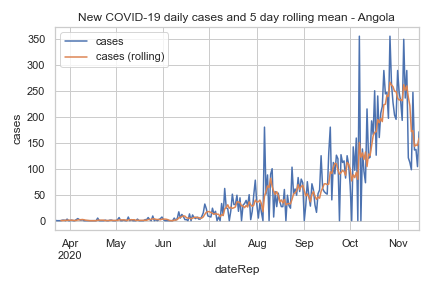 New COVID-19 daily cases and 5 day rolling mean - Angola
cases
cases (rolling)
350
300
250
200
150
100
50
0
cases
Apr
2020
May
Jun
Jul
Aug
Sep
Oct
Nov
dateRep